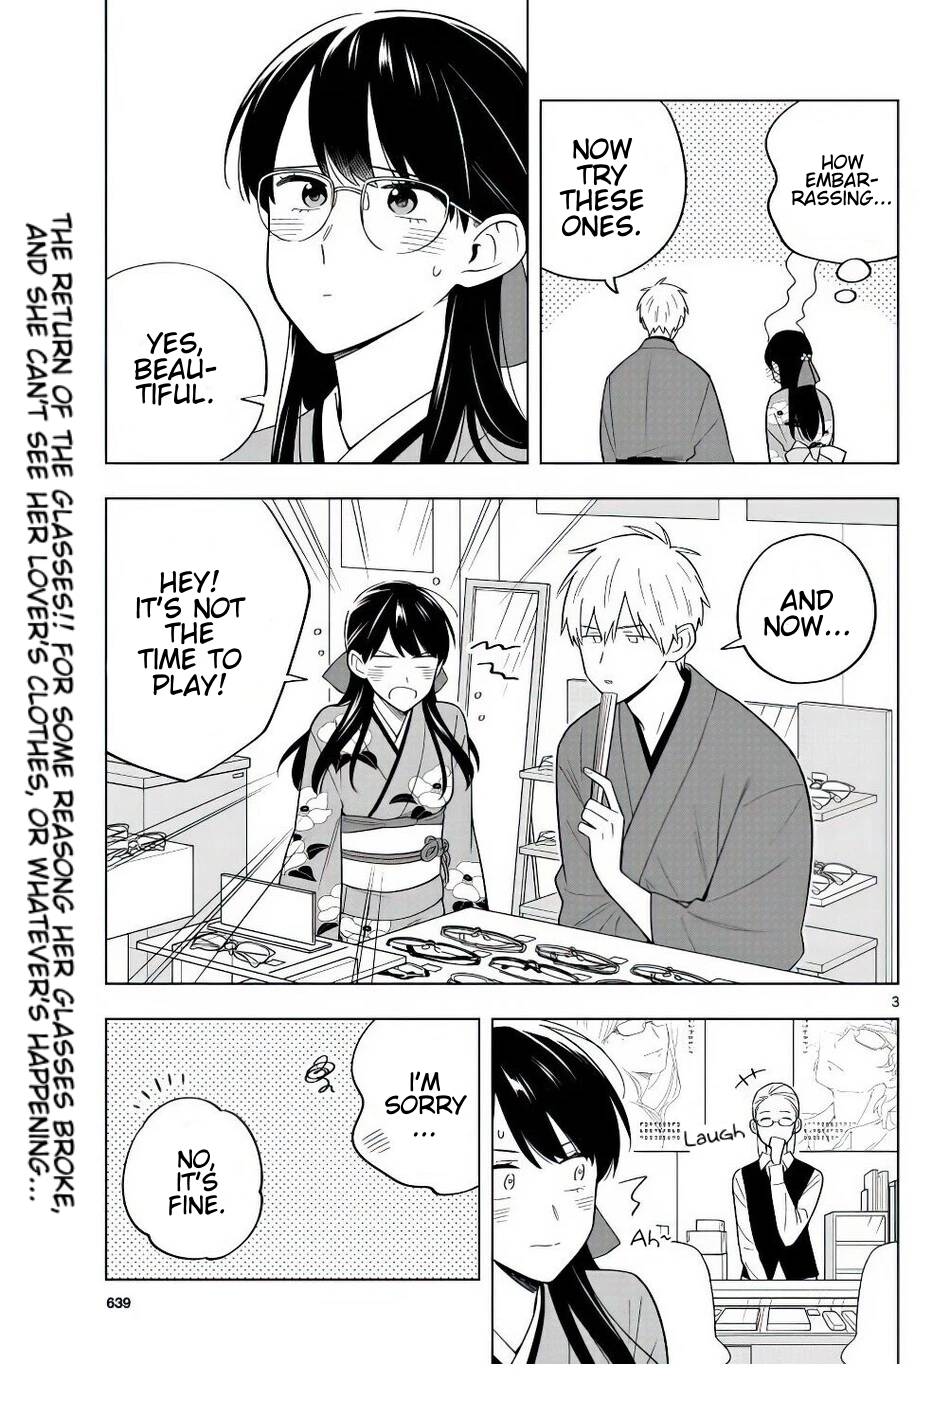 HOW
EMBAR-
RASSING...
NOW
TRY
THESE
ONES.
YES,
BEAU-
TIFUL.
AND
NOW...
HEY!
IT'S NOT
THE
TIME TO
PLAY!
3
Laugh
Ah~
I'M
SORRY
...
NO,
IT'S
FINE.
639
THE RETURN OF THE GLASSES!! FOR SOME REASONG HER GLASSES BROKE,
AND SHE CAN'T SEE HER LOVER'S CLOTHES, OR WHATEVER'S HAPPENING...